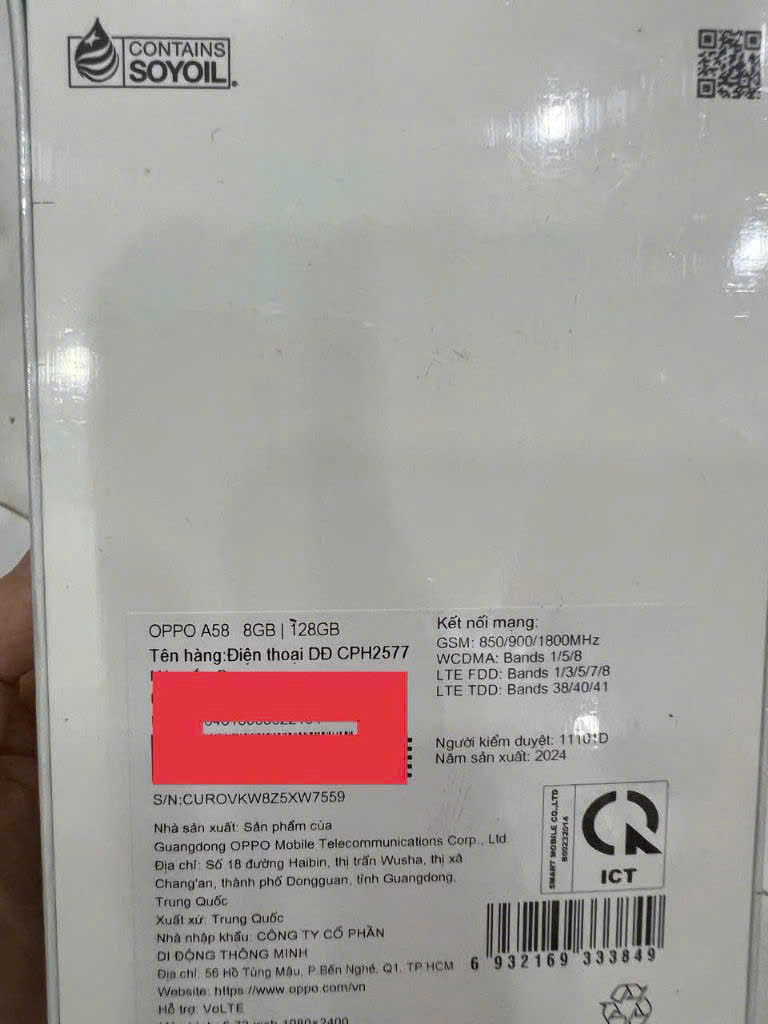 CONTAINS
SOYOIL
OPPO A58 8GB | 128GB
Tên hàng:Điện thoại DĐ CPH2577
S/N:CUROVKW8Z5XW7559
Nhà sản xuất: Sản phẩm của
Guangdong OPPO Mobile Telecommunications Corp., Ltd
Địa chỉ: Số 18 đường Haibin, thị trấn Wusha, thị xã
Chang'an, thành phố Dongguan, tỉnh Guangdong,
Trung Quốc
Xuất xứ: Trung Quốc
Nhà nhập khẩu: CÔNG TY CỔ PHẦN
DI ĐỘNG THÔNG MINH
Địa chỉ: 56 Hồ Tùng Mậu, P.Bến Nghé, Q1, TP HCM
Website: https://www.oppo.com/vn
Hỗ trợ: VoLTE
Kết nối mạng:
GSM: 850/900/1800MHz
WCDMA: Bands 1/5/8
LTE FDD: Bands 1/3/5/7/8
LTE TDD: Bands 38/40/41
Người kiểm duyệt: 11101D
Năm sản xuất: 2024
SMART MOBILE CO.,LTD
B00232014
ICT
6 932169 333849